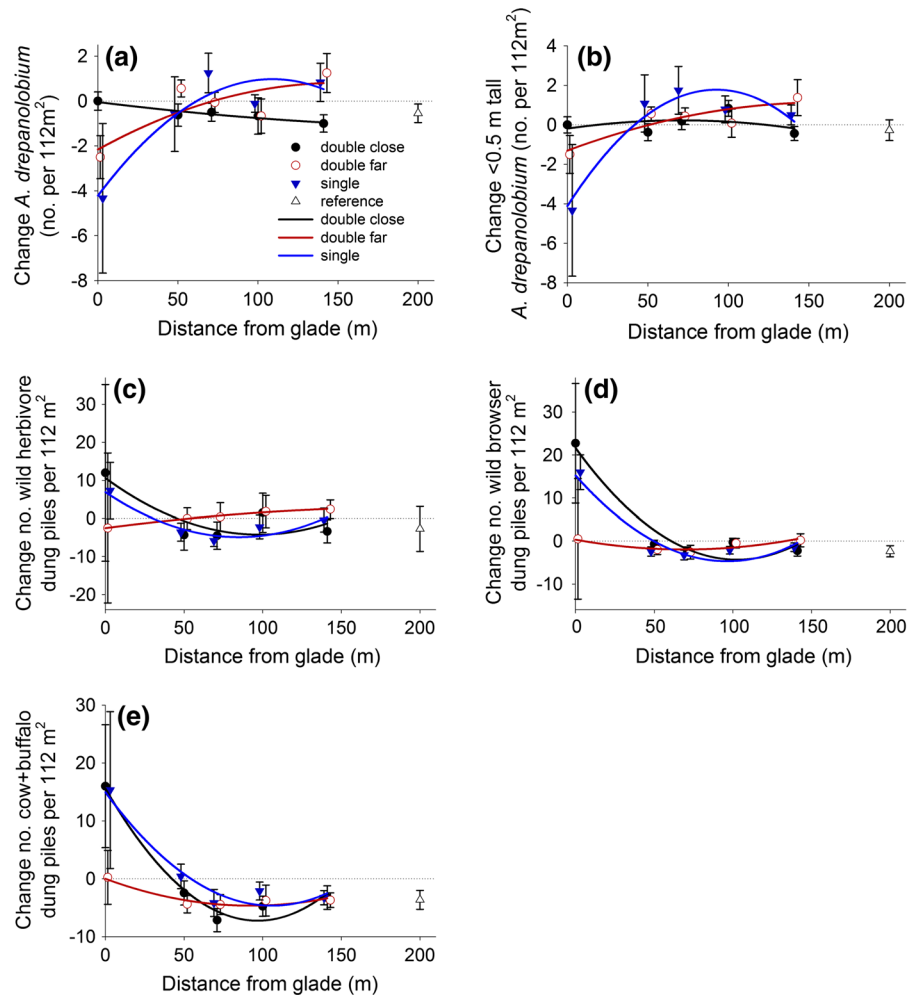 (a)
Change A. drepanolobium
(no. per 112m²)
2
0
-2
-4
-6
-8
double close
double far
single
reference
double close
double far
single
0 50 100 150 200
Distance from glade (m)
(b)
Change <0.5 m tall
A. drepanolobium (no. per 112m²)
4
2
0
-2
-4
-6
-8
0 50 100 150 200
Distance from glade (m)
(c)
Change no. wild herbivore
dung piles per 112 m²
30
20
10
0
-10
-20
0 50 100 150 200
Distance from glade (m)
(d)
Change no. wild browser
dung piles per 112 m²
30
20
10
0
-10
0 50 100 150 200
Distance from glade (m)
(e)
Change no. cow+buffalo
dung piles per 112 m²
30
20
10
0
-10
0 50 100 150 200
Distance from glade (m)